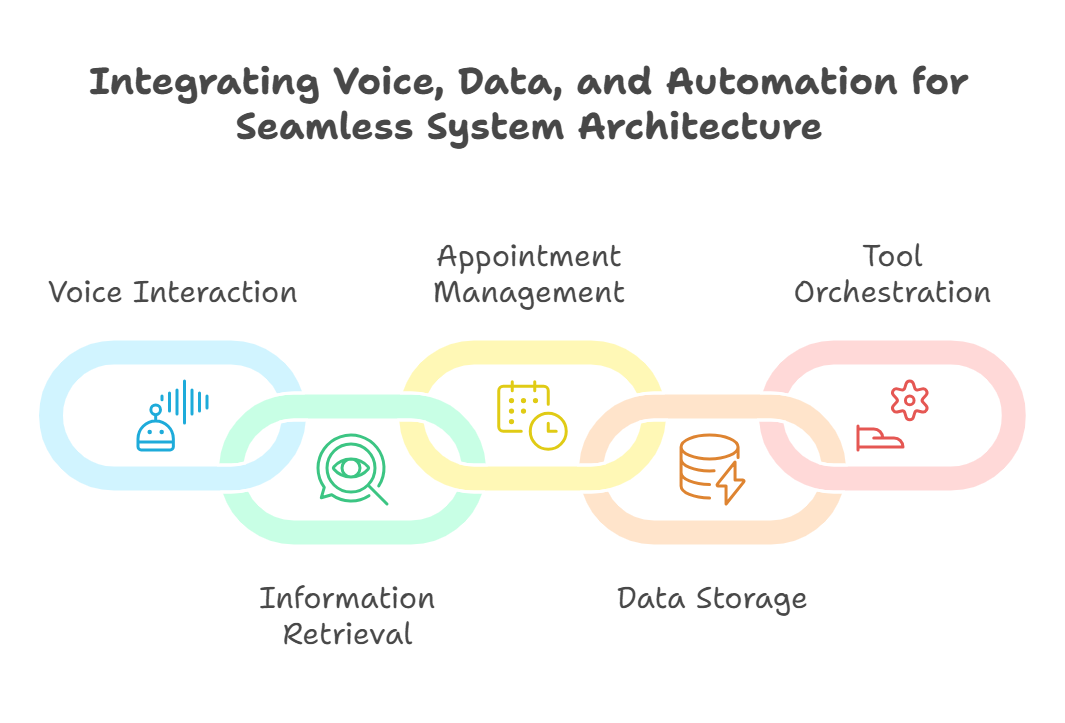 Integrating Voice, Data, and Automation for
Seamless System Architecture
Voice Interaction
Appointment
Management
Tool
Orchestration
Information
Retrieval
Data Storage